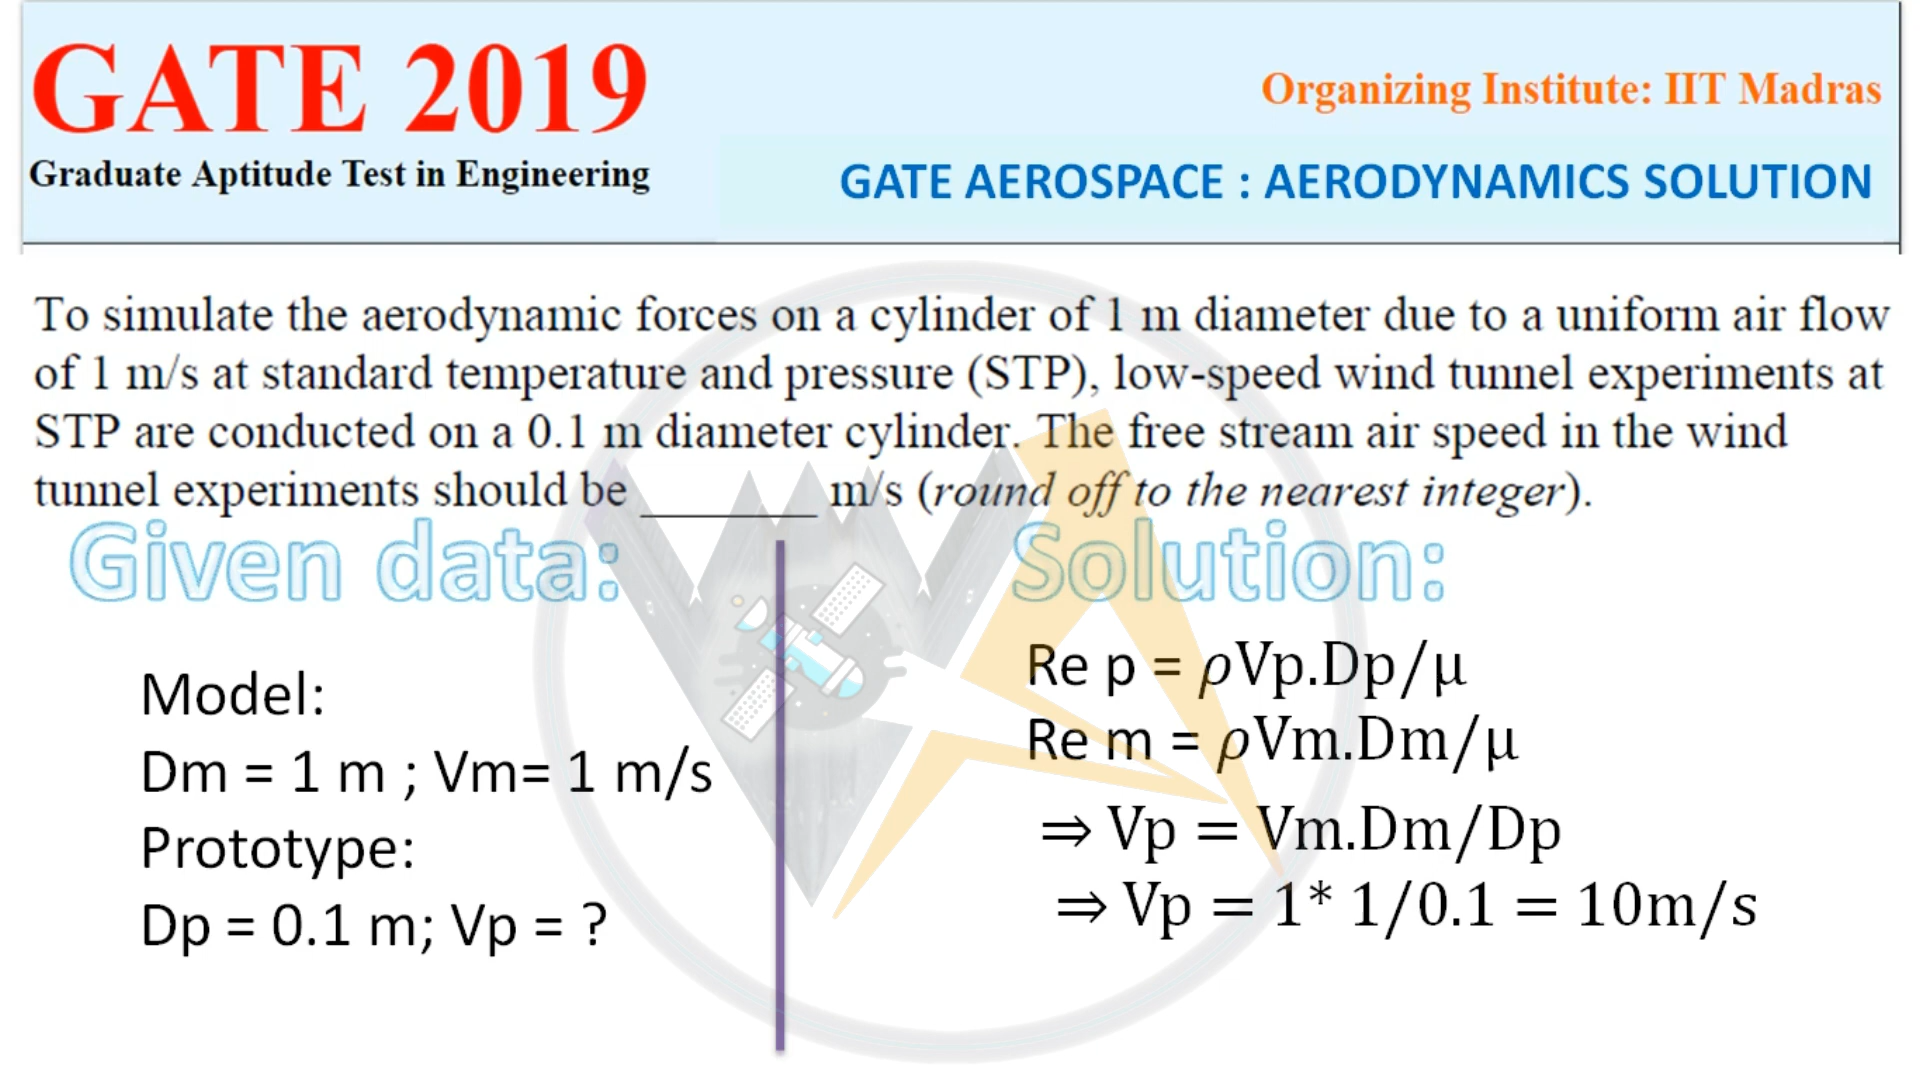 GATE 2019
Graduate Aptitude Test in Engineering
Organizing Institute: IIT Madras
GATE AEROSPACE : AERODYNAMICS SOLUTION
To simulate the aerodynamic forces on a cylinder of 1 m diameter due to a uniform air flow
of 1 m/s at standard temperature and pressure (STP), low-speed wind tunnel experiments at
STP are conducted on a 0.1 m diameter cylinder. The free stream air speed in the wind
tunnel experiments should be ________ m/s (round off to the nearest integer).
Given data:
Model:
Dm = 1 m ; Vm= 1 m/s
Prototype:
Dp = 0.1 m; Vp = ?
Solution:
Re p = ρVp.Dp/μ
Re m = ρVm.Dm/μ
⇒ Vp = Vm.Dm/Dp
⇒ Vp = 1* 1/0.1 = 10m/s